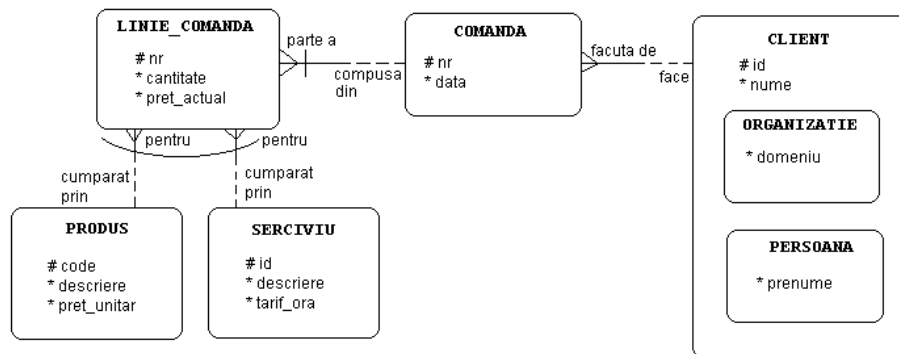 LINIE_COMANDA
# nr
* cantitate
* pret_actual
parte a
compusa
din
COMANDA
# nr
* data
facuta de
face
CLIENT
# id
* nume
ORGANIZATIE
* domeniu
PERSOANA
* prenume
pentru
pentru
cumparat
prin
cumparat
prin
PRODUS
# code
* descriere
* pret_unitar
SERCIVIU
# id
* descriere
* tarif_ora